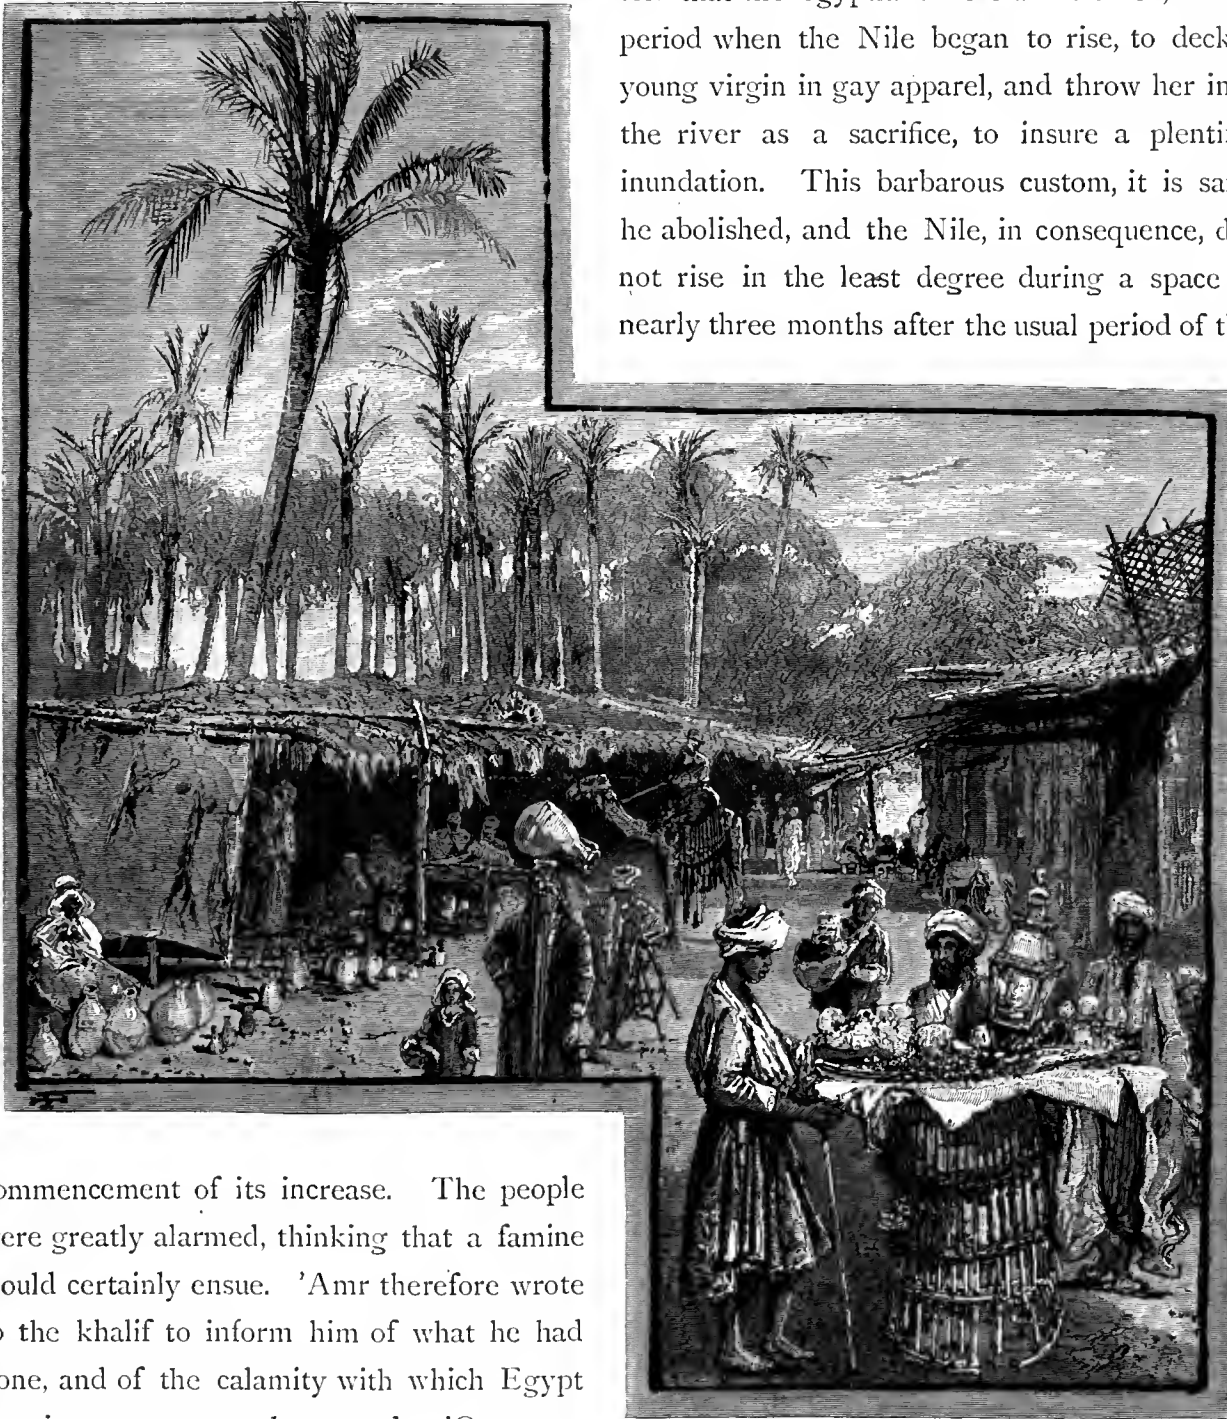 period when the Nile began to rise, to deck
young virgin in gay apparel, and throw her in
the river as a sacrifice, to insure a plenti
inundation. This barbarous custom, it is sa
he abolished, and the Nile, in consequence, d
not rise in the least degree during a space
nearly three months after the usual period of t
ommencement of its increase. The people
ere greatly alarmed, thinking that a famine
ould certainly ensue. 'Amr therefore wrote
o the khalif to inform him of what he had
one, and of the calamity with which Egypt